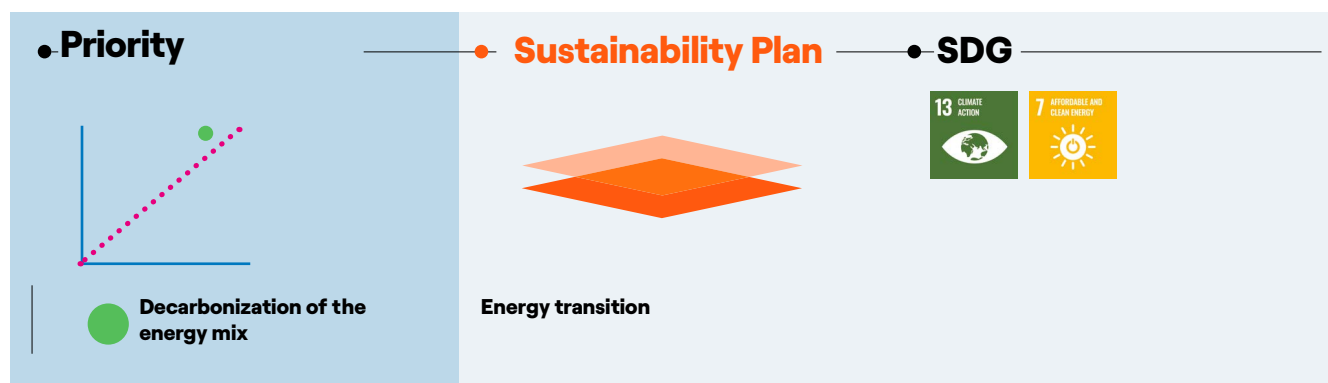 Priority
Sustainability Plan
SDG
13 CLIMATE
ACTION
7 AFFORDABLE AND
CLEAN ENERGY
Decarbonization of the
energy mix
Energy transition